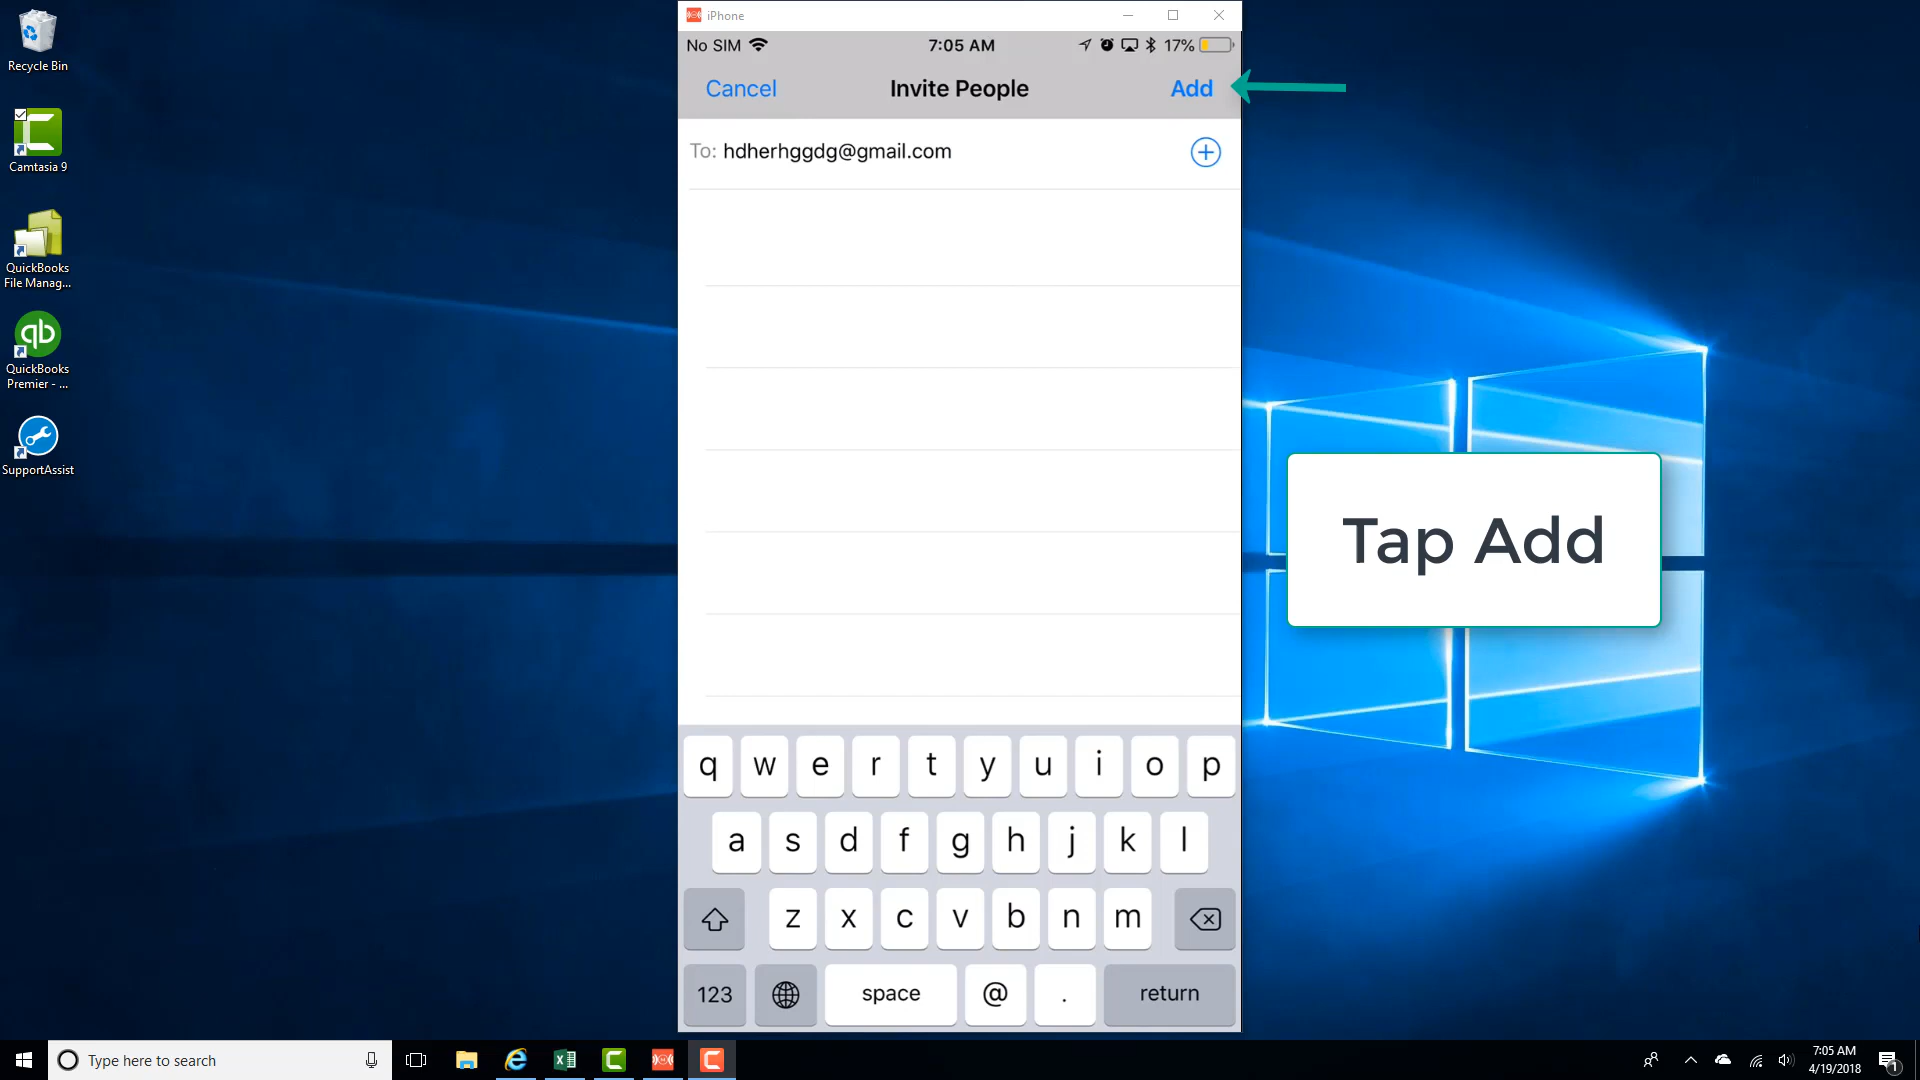 Recycle Bin
Camtasia 9
QuickBooks
File Manag...
qb
QuickBooks
Premier - ...
SupportAssist
iPhone
No SIM 7:05 AM 17%
Cancel Invite People Add
To: hdherhggdg@gmail.com
Tap Add
q w e r t y u i o p
a s d f g h j k l
z x c v b n m
123 space @ . return
Type here to search
7:05 AM
4/19/2018
1